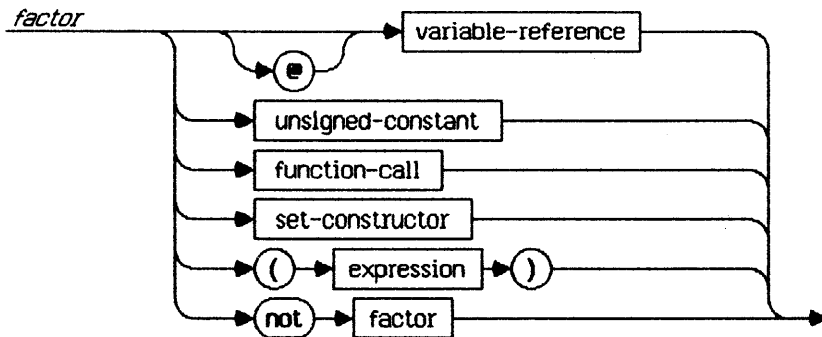 factor
@ variable-reference
unsigned-constant
function-call
set-constructor
( expression )
not factor